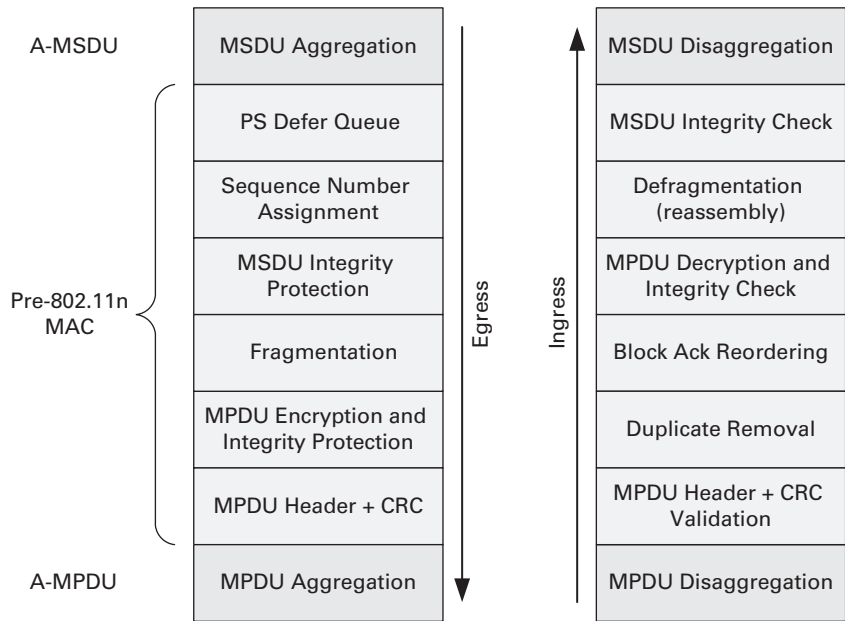 A-MSDU
MSDU Aggregation
MSDU Disaggregation
PS Defer Queue
MSDU Integrity Check
Sequence Number
Assignment
Defragmentation
(reassembly)
Pre-802.11n
MAC
MSDU Integrity
Protection
Egress
Ingress
MPDU Decryption and
Integrity Check
Fragmentation
Block Ack Reordering
MPDU Encryption and
Integrity Protection
Duplicate Removal
MPDU Header + CRC
MPDU Header + CRC
Validation
A-MPDU
MPDU Aggregation
MPDU Disaggregation